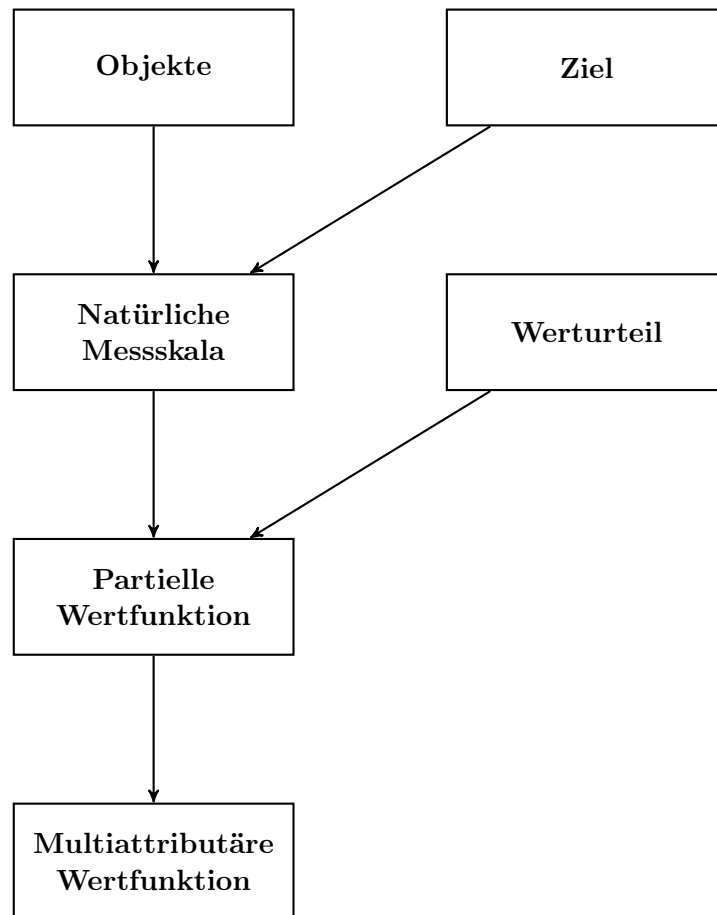 Objekte
Ziel
Natürliche
Messskala
Werturteil
Partielle
Wertfunktion
Multiattributäre
Wertfunktion